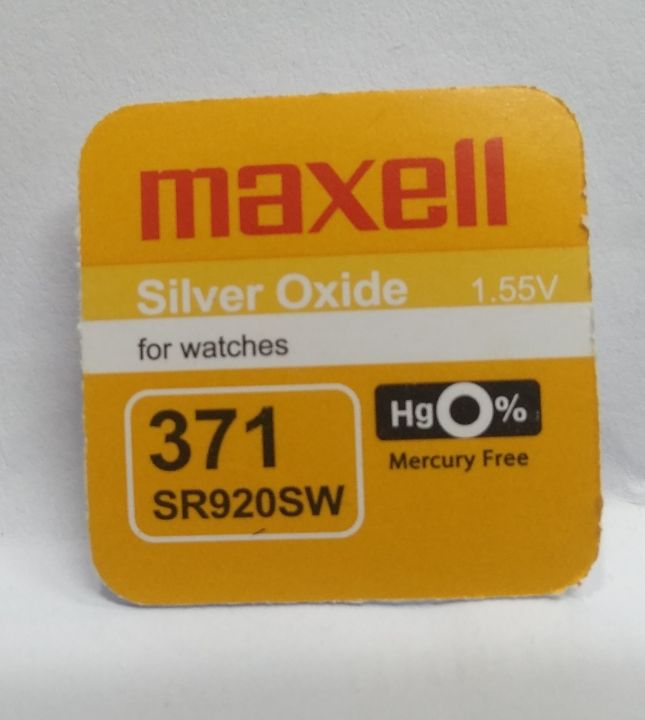 maxell
Silver Oxide 1.55V
for watches
371
SR920SW
Hg0%
Mercury Free